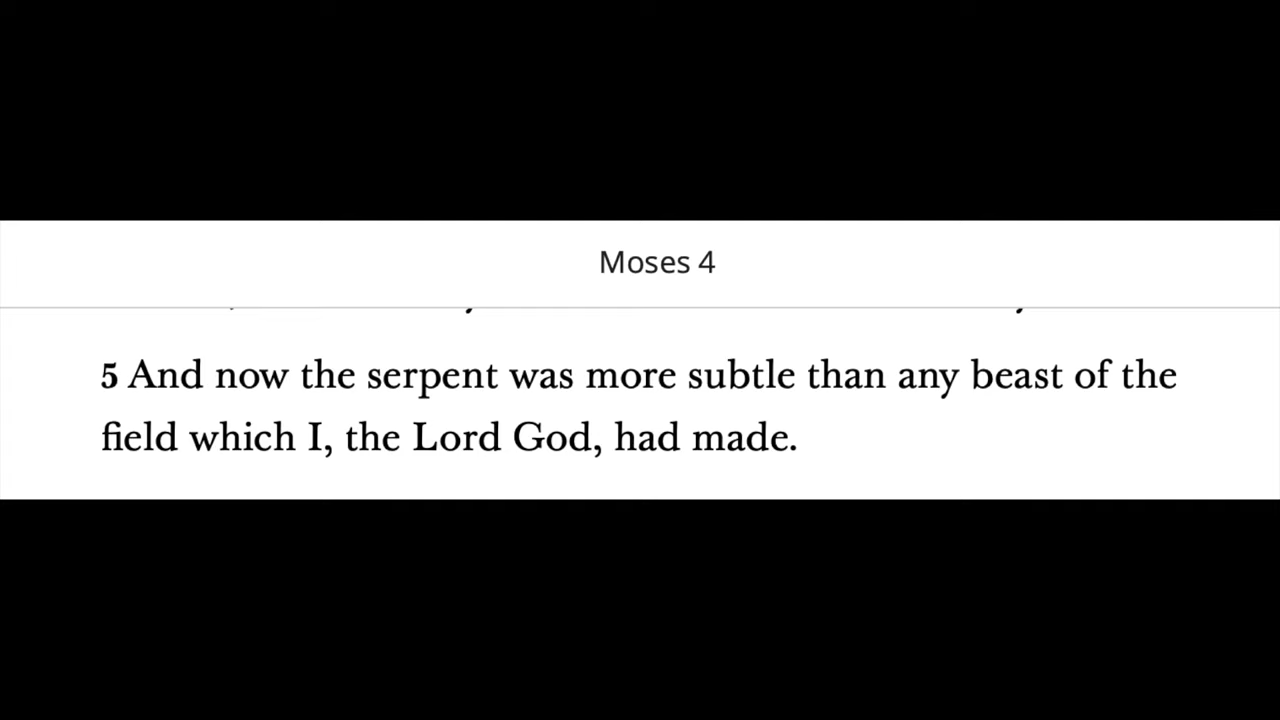 Moses 4
5 And now the serpent was more subtle than any beast of the
field which I, the Lord God, had made.